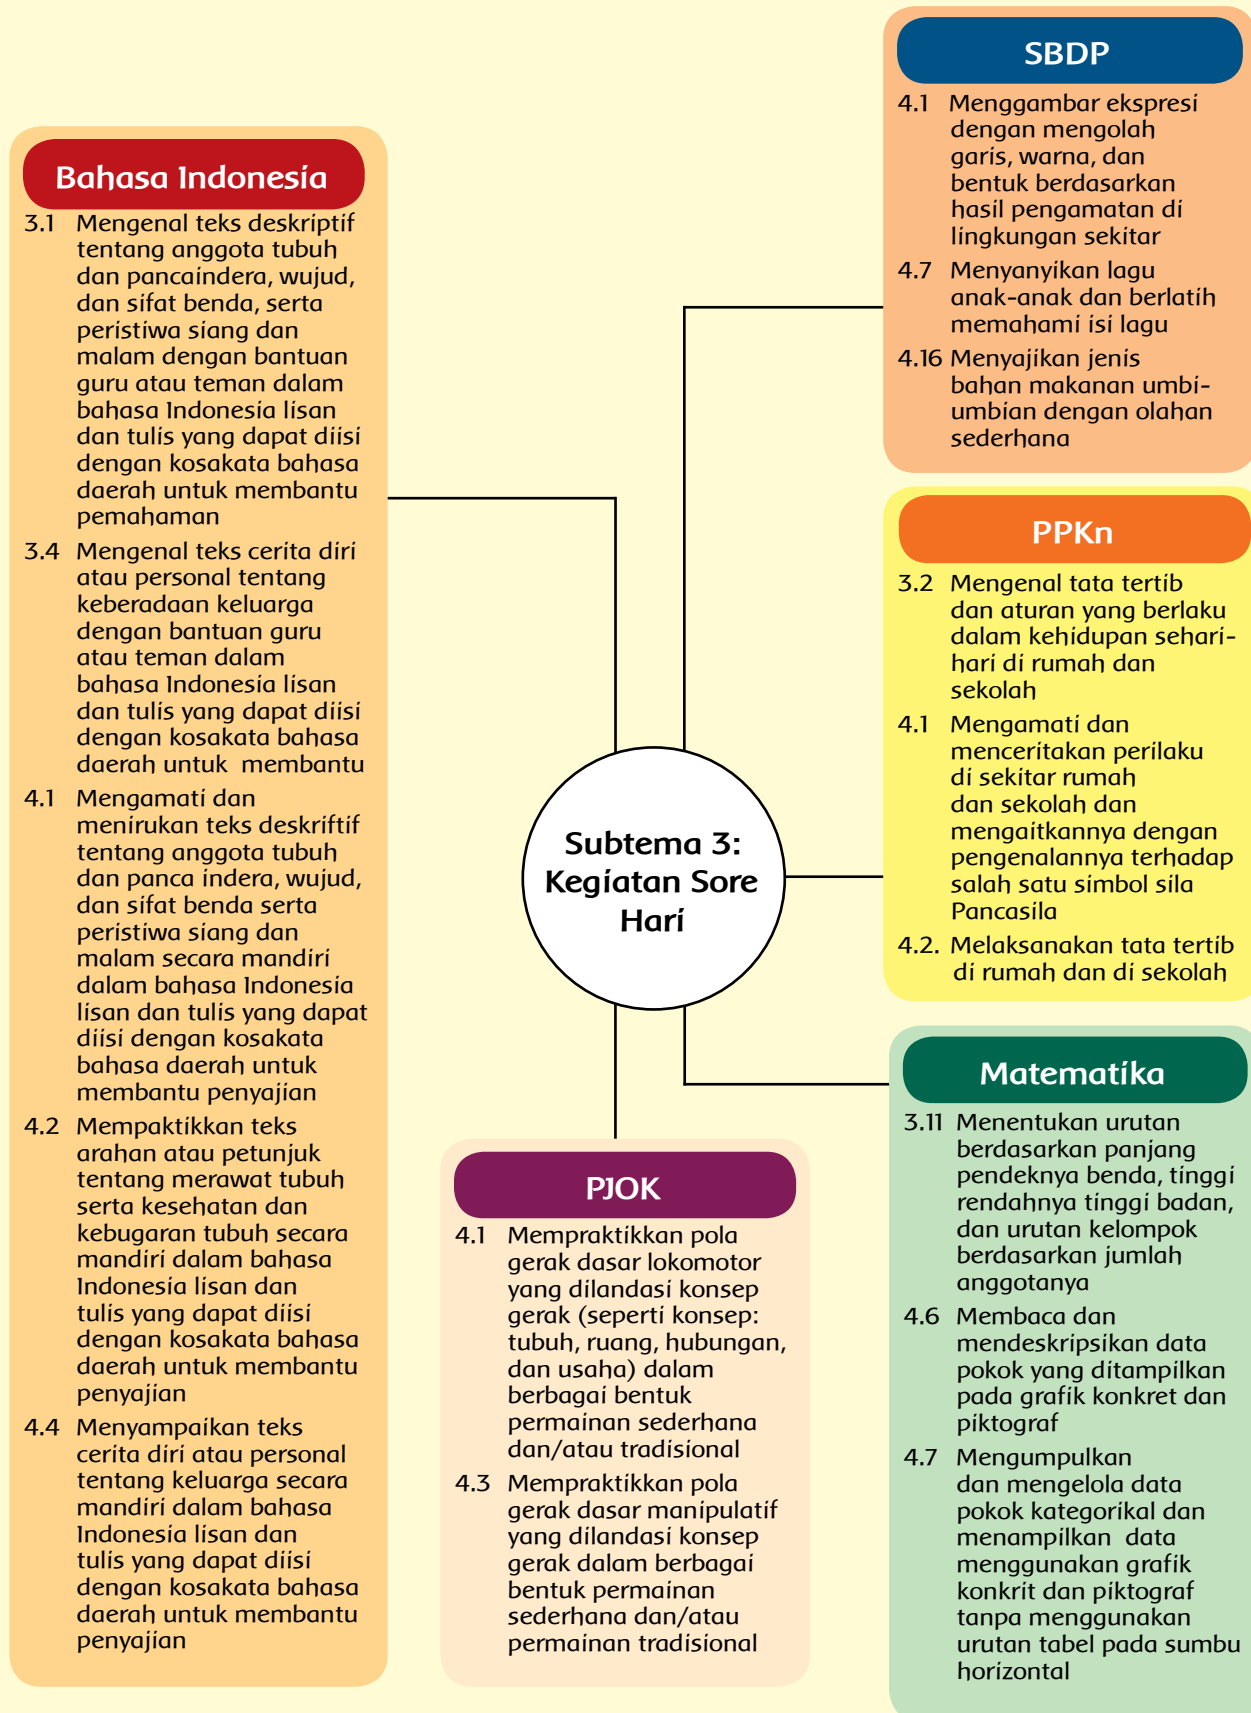 Bahasa Indonesia
3.1 Mengenal teks deskriptif
tentang anggota tubuh
dan pancaindera, wujud,
dan sifat benda, serta
peristiwa siang dan
malam dengan bantuan
guru atau teman dalam
bahasa Indonesia lisan
dan tulis yang dapat diisi
dengan kosakata bahasa
daerah untuk membantu
pemahaman
3.4 Mengenal teks cerita diri
atau personal tentang
keberadaan keluarga
dengan bantuan guru
atau teman dalam
bahasa Indonesia lisan
dan tulis yang dapat diisi
dengan kosakata bahasa
daerah untuk membantu
4.1 Mengamati dan
menirukan teks deskriftif
tentang anggota tubuh
dan panca indera, wujud,
dan sifat benda serta
peristiwa siang dan
malam secara mandiri
dalam bahasa Indonesia
lisan dan tulis yang dapat
diisi dengan kosakata
bahasa daerah untuk
membantu penyajian
4.2 Mempaktikkan teks
arahan atau petunjuk
tentang merawat tubuh
serta kesehatan dan
kebugaran tubuh secara
mandiri dalam bahasa
Indonesia lisan dan
tulis yang dapat diisi
dengan kosakata bahasa
daerah untuk membantu
penyajian
4.4 Menyampaikan teks
cerita diri atau personal
tentang keluarga secara
mandiri dalam bahasa
Indonesia lisan dan
tulis yang dapat diisi
dengan kosakata bahasa
daerah untuk membantu
penyajian
Subtema 3:
Kegiatan Sore
Hari
PJOK
4.1 Mempraktikkan pola
gerak dasar lokomotor
yang dilandasi konsep
gerak (seperti konsep:
tubuh, ruang, hubungan,
dan usaha) dalam
berbagai bentuk
permainan sederhana
dan/atau tradisional
4.3 Mempraktikkan pola
gerak dasar manipulatif
yang dilandasi konsep
gerak dalam berbagai
bentuk permainan
sederhana dan/atau
permainan tradisional
SBDP
4.1 Menggambar ekspresi
dengan mengolah
garis, warna, dan
bentuk berdasarkan
hasil pengamatan di
lingkungan sekitar
4.7 Menyanyikan lagu
anak-anak dan berlatih
memahami isi lagu
4.16 Menyajikan jenis
bahan makanan umbi-
umbian dengan olahan
sederhana
PPKn
3.2 Mengenal tata tertib
dan aturan yang berlaku
dalam kehidupan sehari-
hari di rumah dan
sekolah
4.1 Mengamati dan
menceritakan perilaku
di sekitar rumah
dan sekolah dan
mengaitkannya dengan
pengenalannya terhadap
salah satu simbol sila
Pancasila
4.2. Melaksanakan tata tertib
di rumah dan di sekolah
Matematika
3.11 Menentukan urutan
berdasarkan panjang
pendeknya benda, tinggi
rendahnya tinggi badan,
dan urutan kelompok
berdasarkan jumlah
anggotanya
4.6 Membaca dan
mendeskripsikan data
pokok yang ditampilkan
pada grafik konkret dan
piktograf
4.7 Mengumpulkan
dan mengelola data
pokok kategorikal dan
menampilkan data
menggunakan grafik
konkrit dan piktograf
tanpa menggunakan
urutan tabel pada sumbu
horizontal